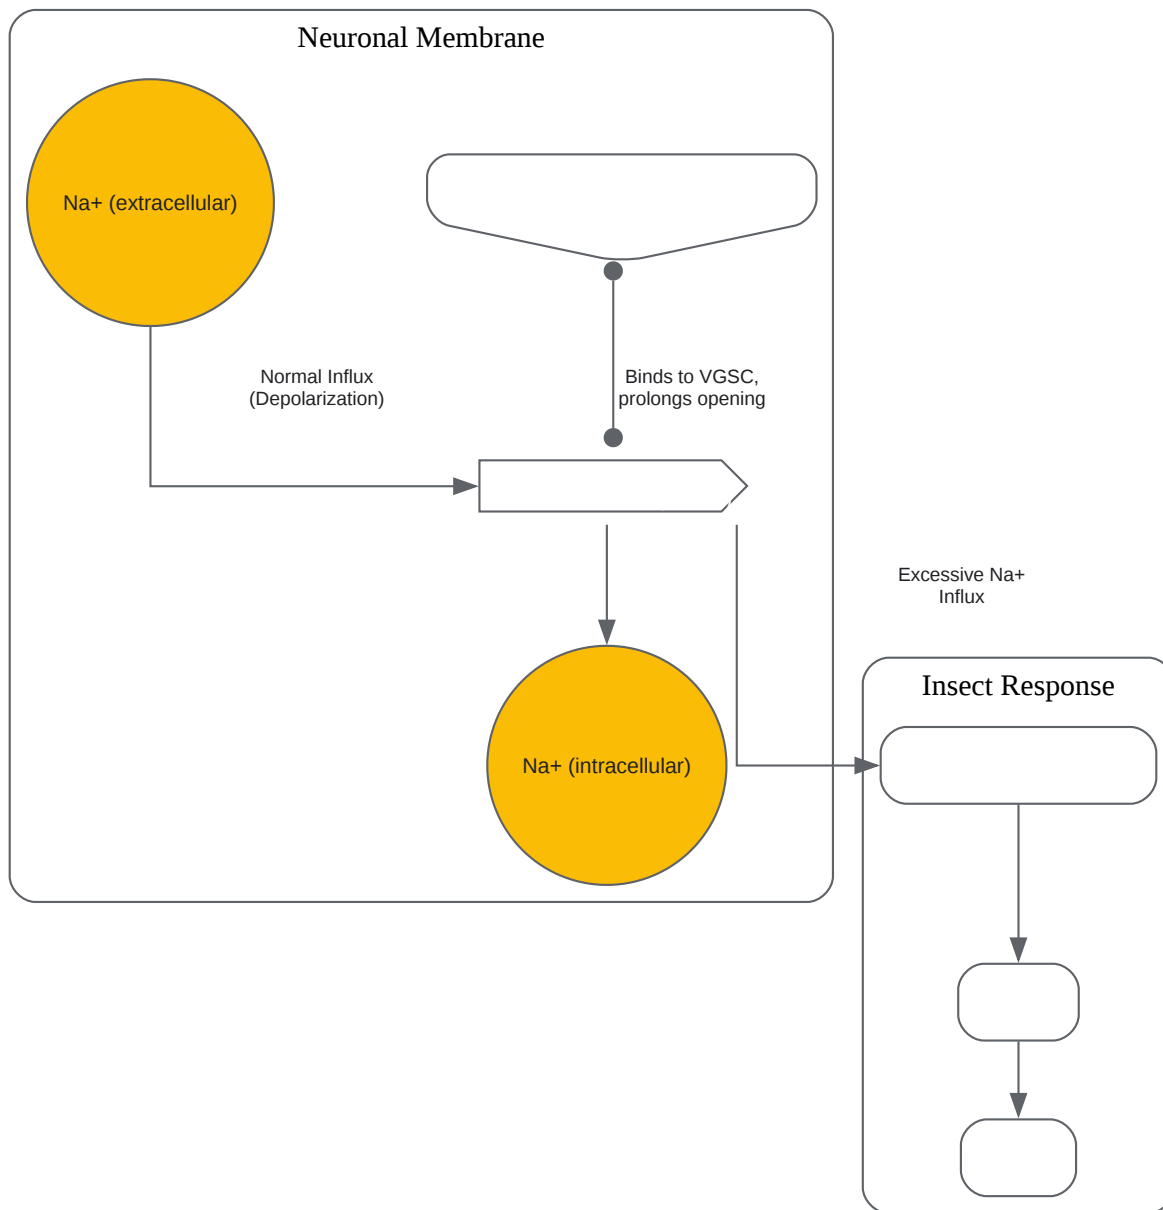 Neuronal Membrane
Na+ (extracellular)
Normal Influx
(Depolarization)
Binds to VGSC,
prolongs opening
Excessive Na+
Influx
Insect Response
Na+ (intracellular)